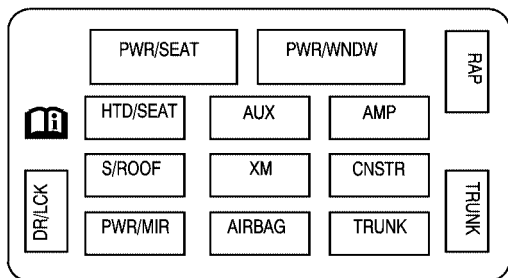 PWR/SEAT
PWR/WNDW
RAP
HTD/SEAT
AUX
AMP
S/ROOF
XM
CNSTR
DR/LCK
TRUNK
PWR/MIR
AIRBAG
TRUNK